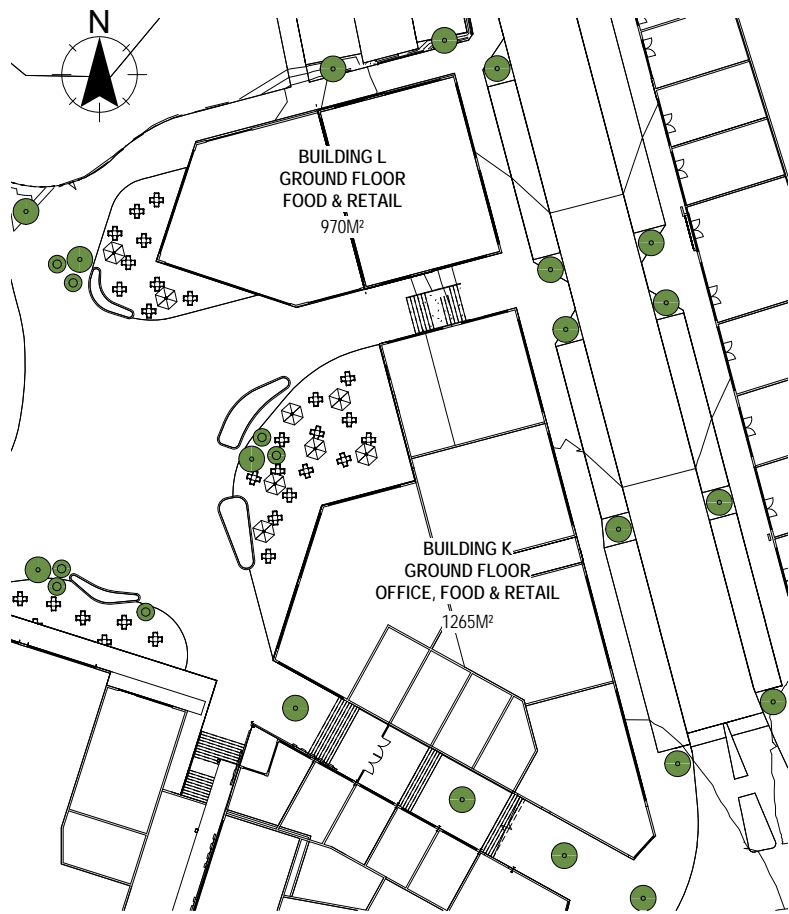 N
BUILDING L
GROUND FLOOR
FOOD & RETAIL
970M²
BUILDING K
GROUND FLOOR
OFFICE, FOOD & RETAIL
1265M²